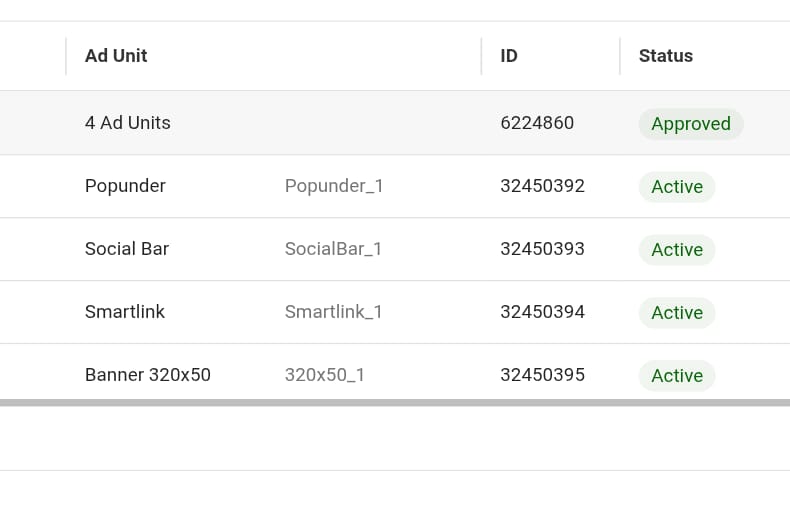 Ad Unit ID Status
4 Ad Units 6224860 Approved
Popunder Popunder_1 32450392 Active
Social Bar SocialBar_1 32450393 Active
Smartlink Smartlink_1 32450394 Active
Banner 320x50 320x50_1 32450395 Active